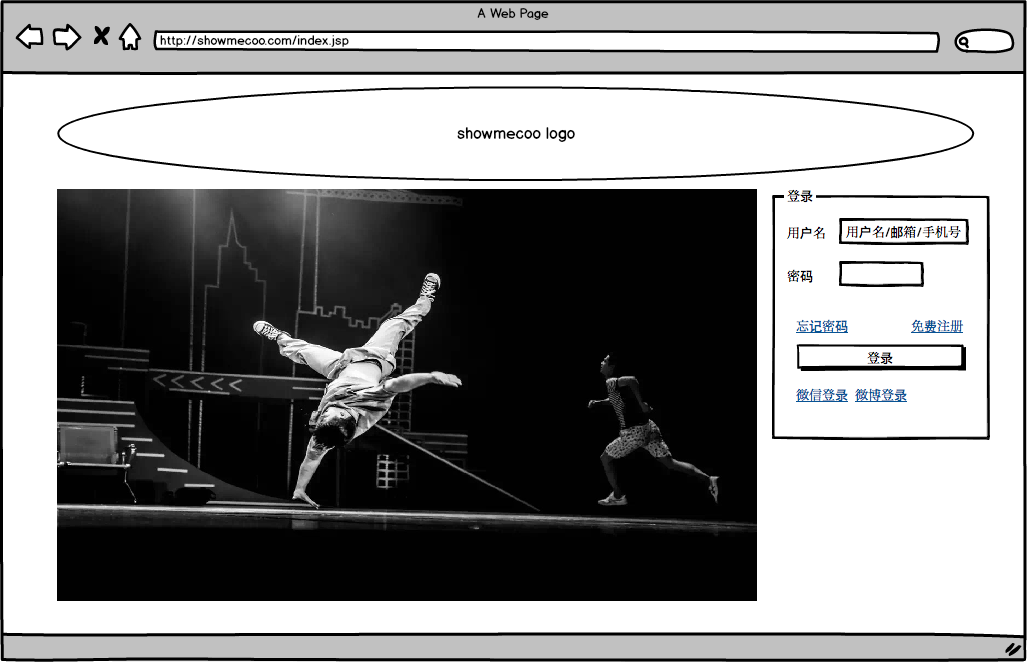 A Web Page
http://showmecoo.com/index.jsp
showmecoo logo
登录
用户名 用户名/邮箱/手机号
密码
忘记密码 免费注册
登录
微信登录 微博登录